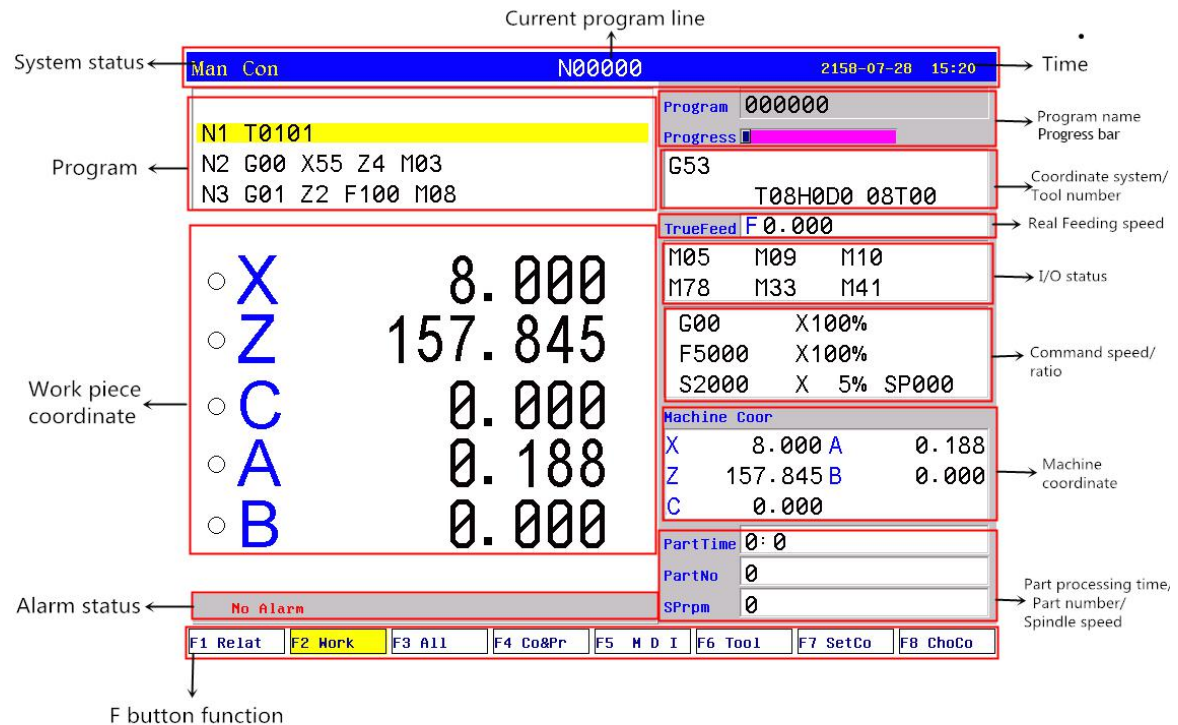 Current program line
System status
Man Con N00000 2158-07-28 15:20
Time
Program
N1 T0101
N2 G00 X55 Z4 M03
N3 G01 Z2 F100 M08
Program 000000
Progress
Program name
Progress bar
G53
T08H0D0 08T00
Coordinate system/
Tool number
TrueFeed F 0.000
Real Feeding speed
M05 M09 M10
M78 M33 M41
I/O status
G00 X100%
F5000 X100%
S2000 X 5% SP000
Command speed/
ratio
Work piece
coordinate
X 8.000
Z 157.845
C 0.000
A 0.188
B 0.000
Machine Coor
X 8.000 A 0.188
Z 157.845 B 0.000
C 0.000
Machine
coordinate
PartTime 0:0
PartNo 0
SPrpm 0
Part processing time,
Part number/
Spindle speed
Alarm status
No Alarm
F1 Relat F2 Work F3 All F4 Co&Pr F5 M D I F6 Tool F7 SetCo F8 ChoCo
F button function